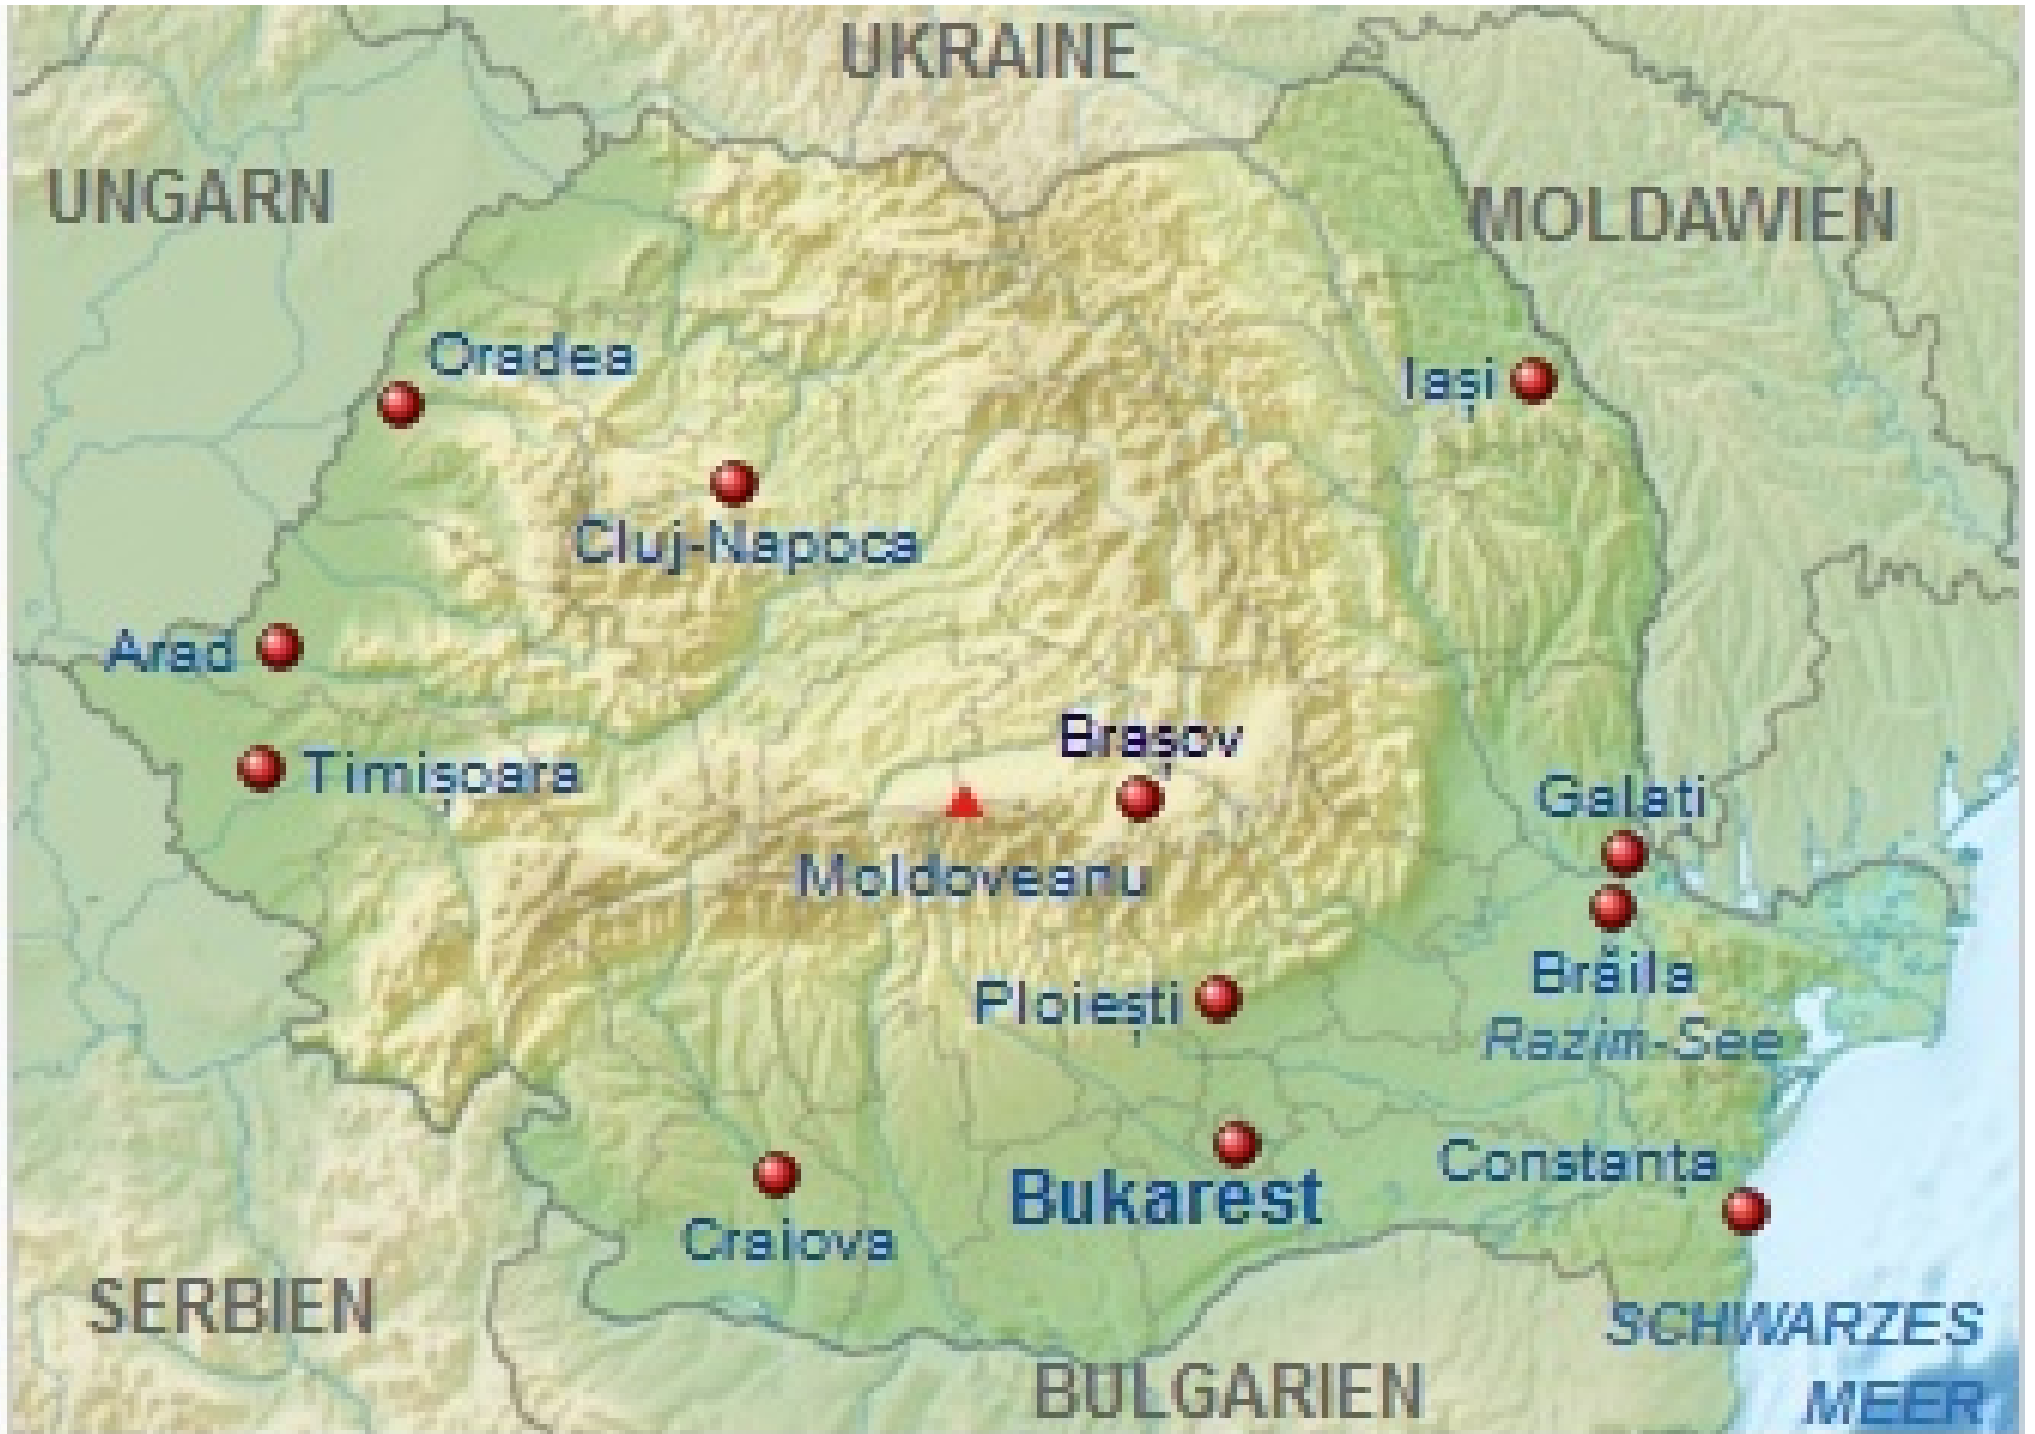 UKRAINE
UNGARN
MOLDAWIEN
Oradea
Iași
Cluj-Napoca
Arad
Brașov
Timișoara
Galati
Moldoveanu
Brăila
Ploiești
Razim-See
Constanța
Bukarest
Craiova
SERBIEN
SCHWARZES
MEER
BULGARIEN